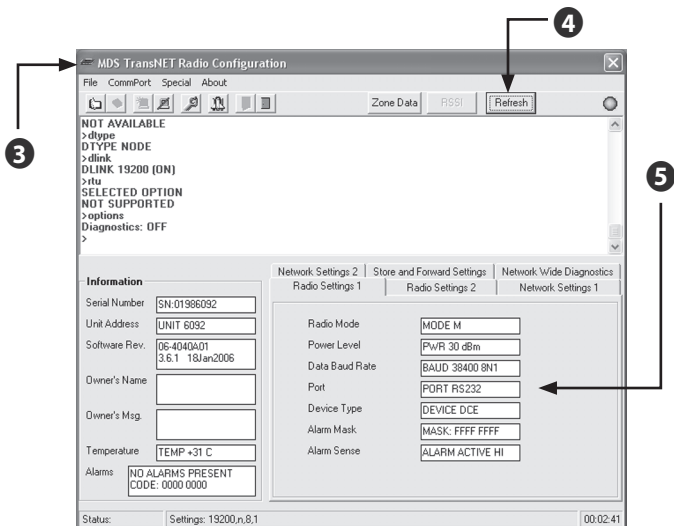 4
3
MDS TransNET Radio Configuration
File CommPort Special About
Zone Data RSSI Refresh
NOT AVAILABLE
>dtype
DTYPE NODE
>dlink
DLINK 19200 (ON)
>rtu
SELECTED OPTION
NOT SUPPORTED
>options
Diagnostics: OFF
>
5
Network Settings 2 Store and Forward Settings Network Wide Diagnostics
Radio Settings 1 Radio Settings 2 Network Settings 1
Information
Serial Number SN:01986092
Unit Address UNIT 6092
Software Rev. 06-4040A01
3.6.1 18Jan2006
Owner's Name
Owner's Msg.
Temperature TEMP +31 C
Alarms NO ALARMS PRESENT
CODE: 0000 0000
Radio Mode MODE M
Power Level PWR 30 dBm
Data Baud Rate BAUD 38400 8N1
Port PORT RS232
Device Type DEVICE DCE
Alarm Mask MASK: FFFF FFFF
Alarm Sense ALARM ACTIVE HI
Status: Settings: 19200,n,8,1 00:02:41